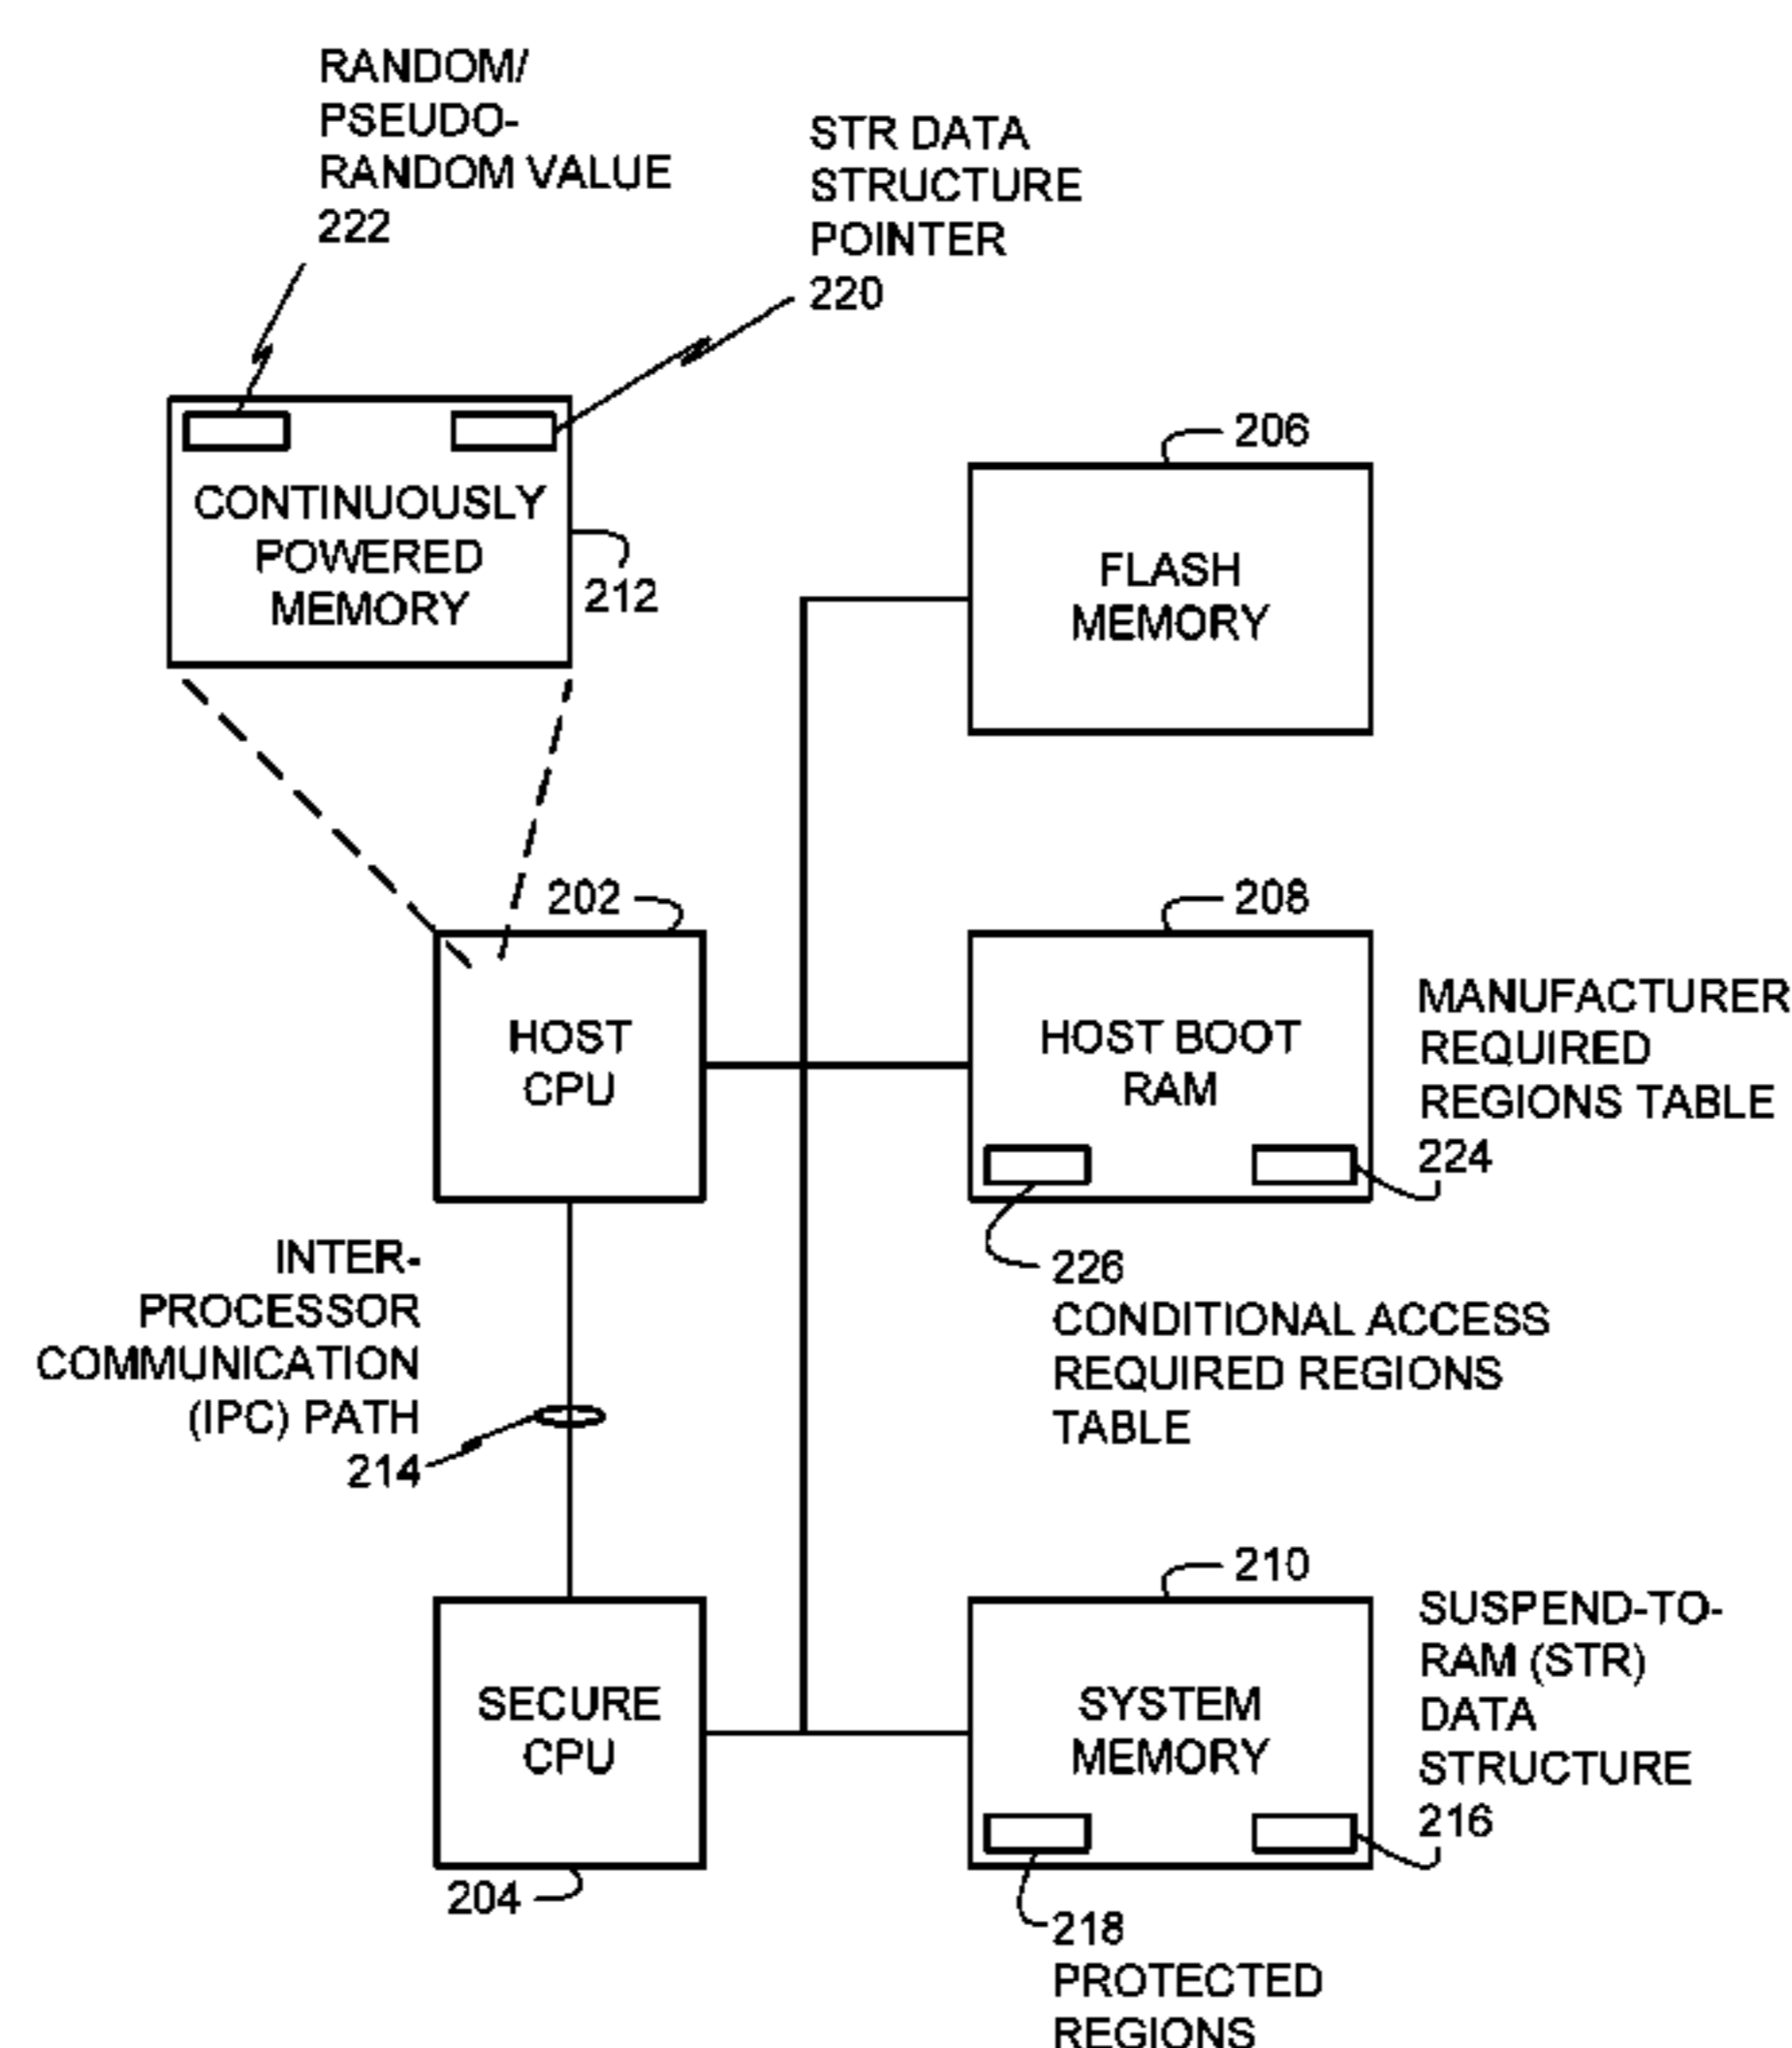 RANDOM/
PSEUDO-
RANDOM VALUE
222
STR DATA
STRUCTURE
POINTER
220
CONTINUOUSLY
POWERED
MEMORY
212
206
FLASH
MEMORY
202
HOST
CPU
208
HOST BOOT
RAM
MANUFACTURER
REQUIRED
REGIONS TABLE
224
226
CONDITIONAL ACCESS
REQUIRED REGIONS
TABLE
INTER-
PROCESSOR
COMMUNICATION
(IPC) PATH
214
SECURE
CPU
204
210
SYSTEM
MEMORY
SUSPEND-TO-
RAM (STR)
DATA
STRUCTURE
216
218
PROTECTED
REGIONS